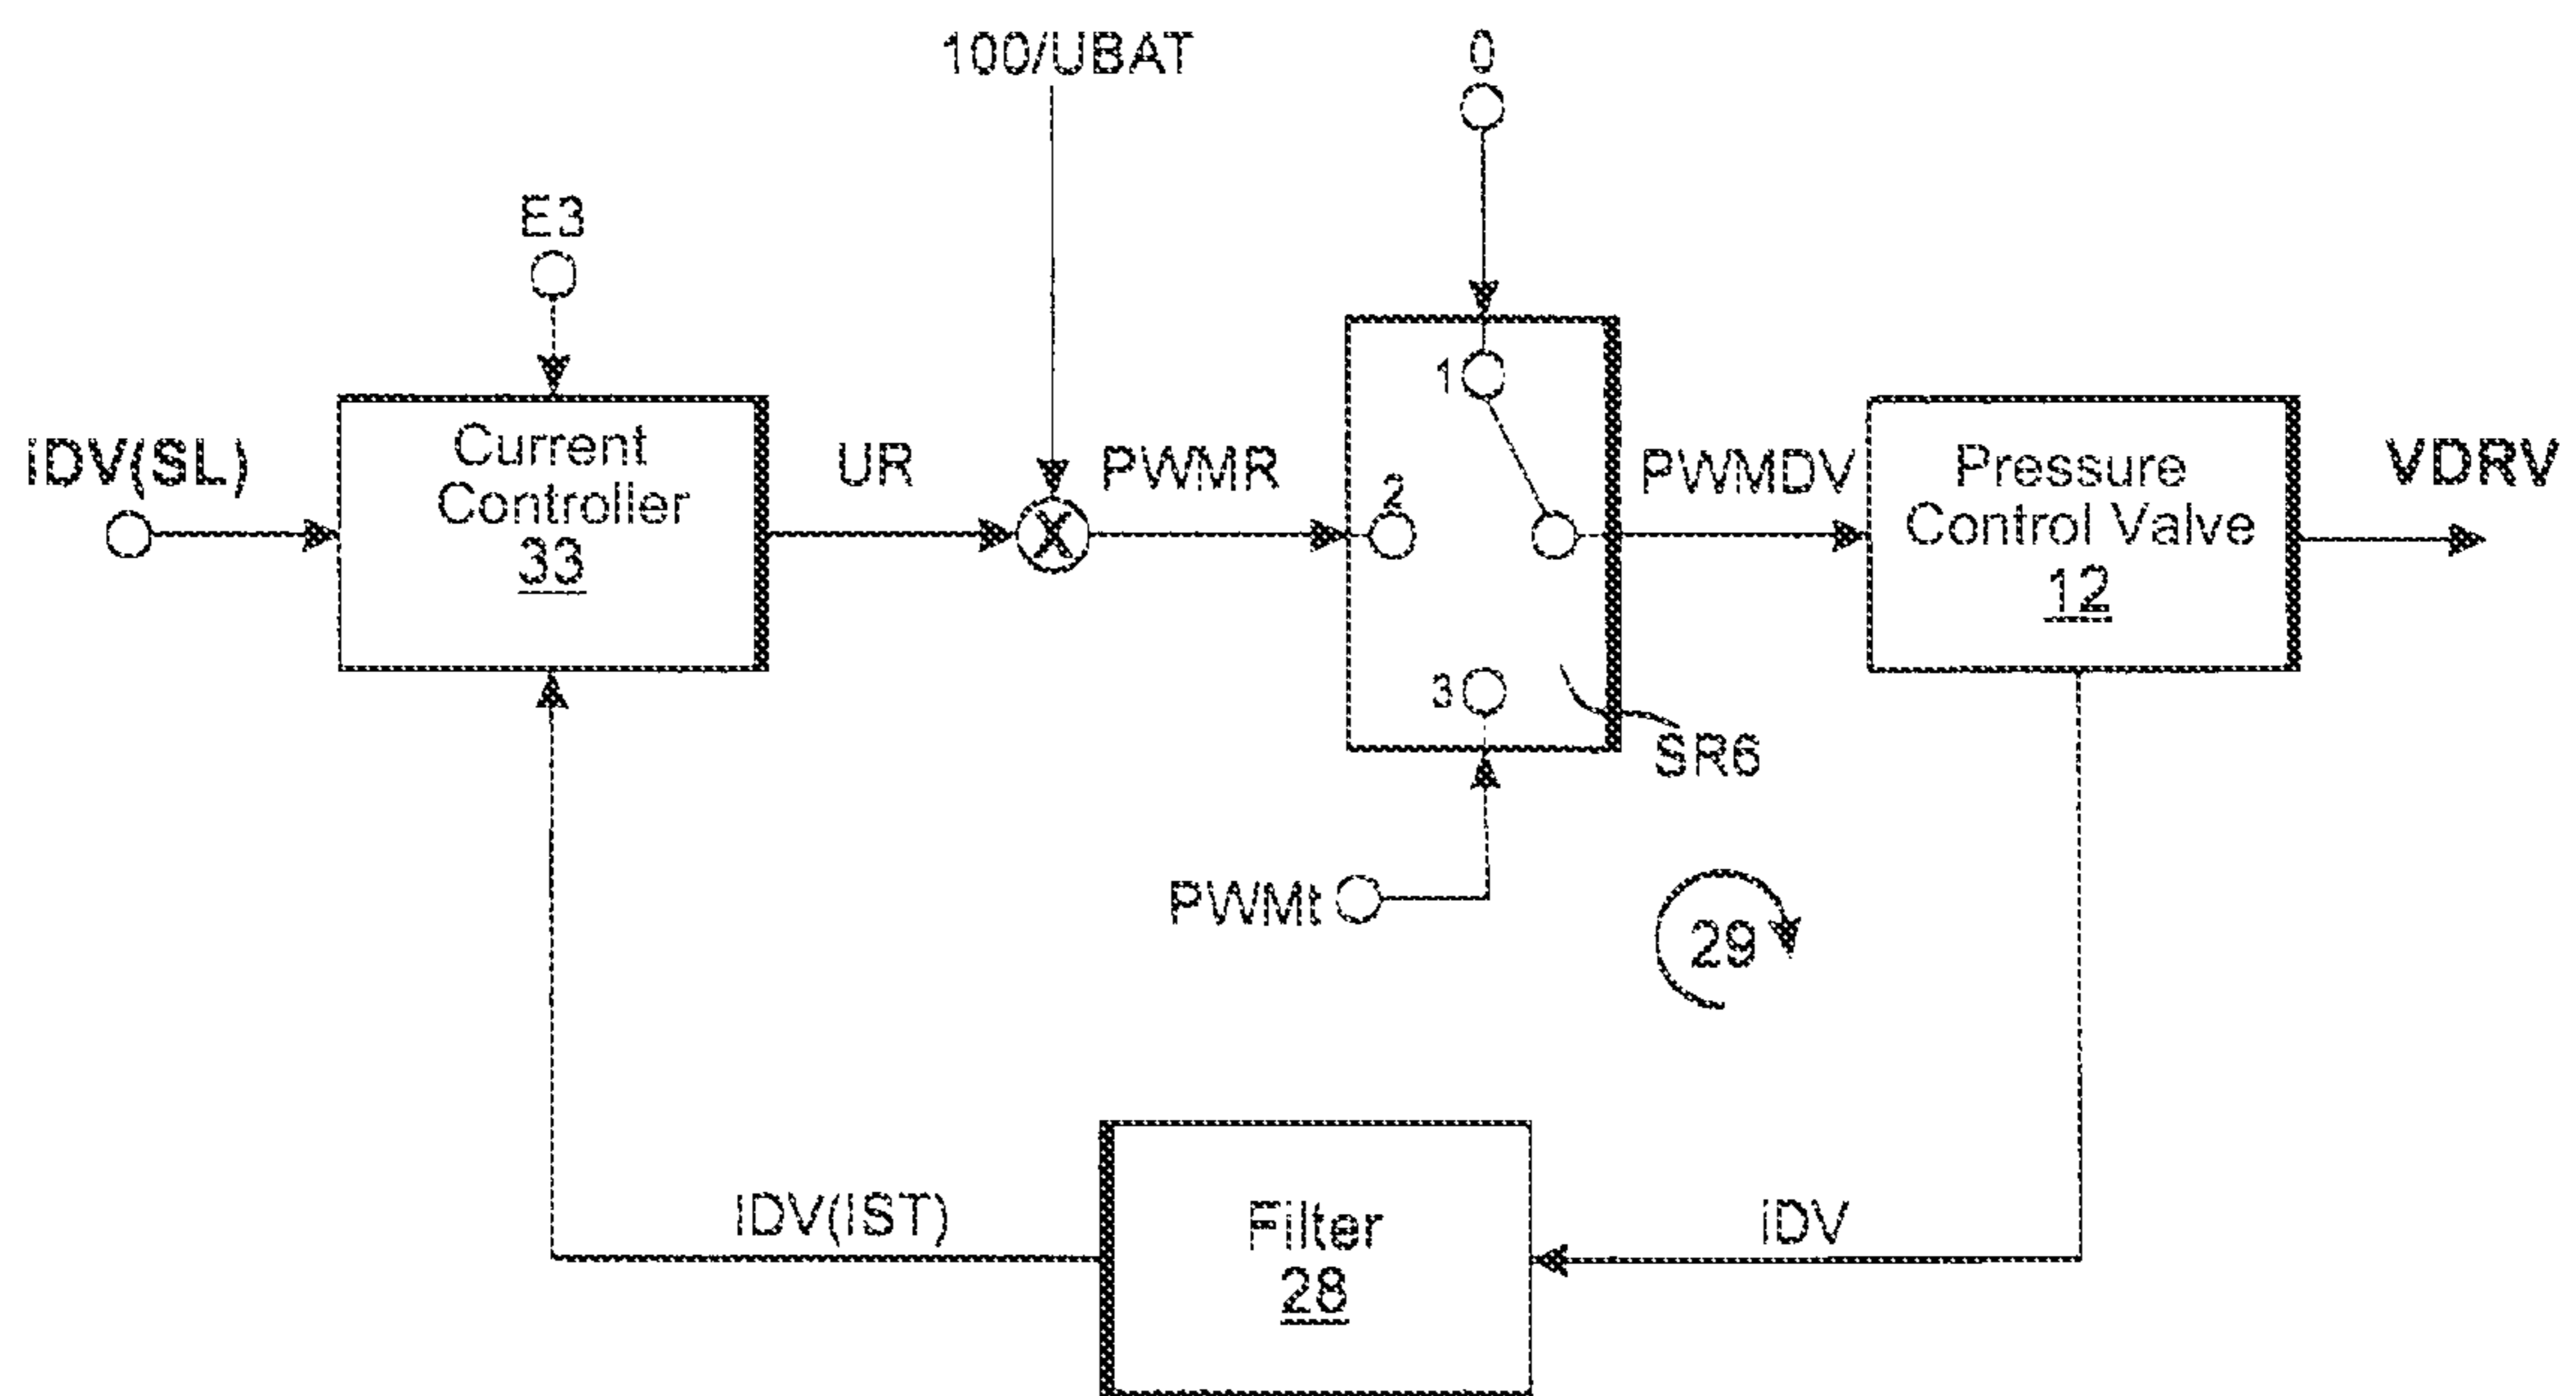 100/UBAT
0
E3
iDV(SL)
Current
Controller
33
UR
X
PWMR
1
2
3
SR6
PWMt
PWMDV
Pressure
Control Valve
12
VDRV
29
iDV(IST)
Filter
28
iDV